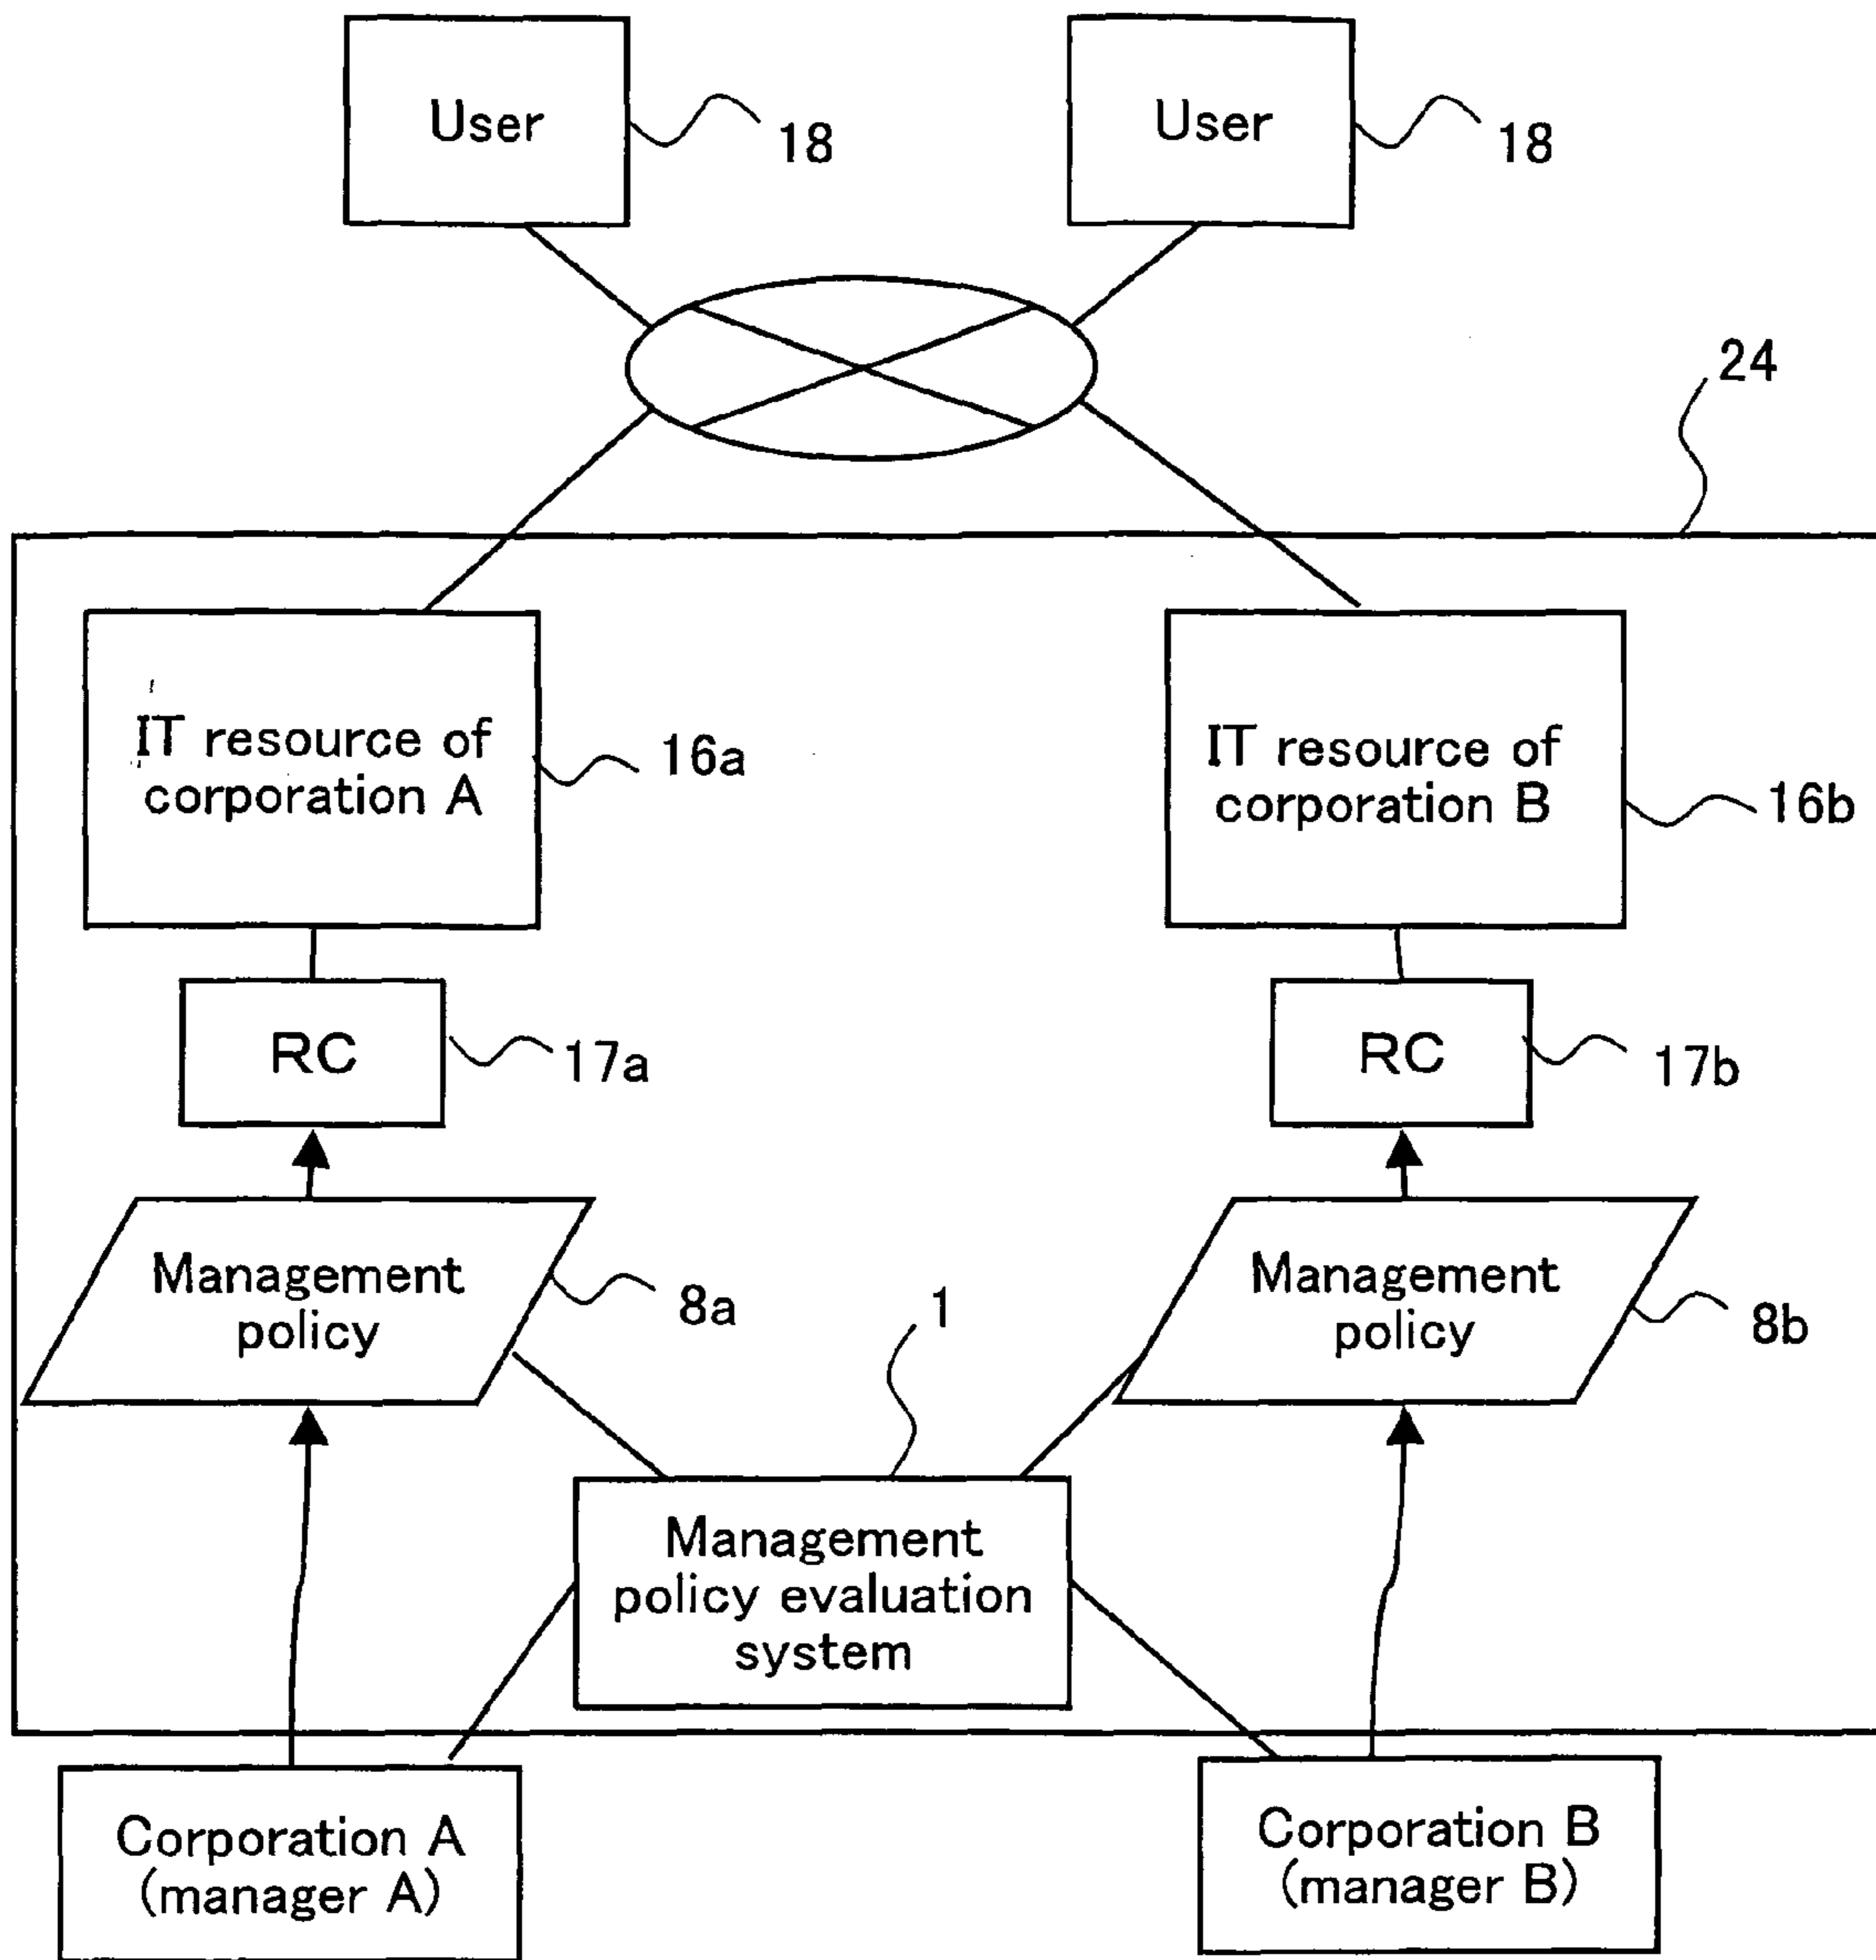 User
18
User
18
24
IT resource of
corporation A
16a
IT resource of
corporation B
16b
RC
17a
RC
17b
Management
policy
8a
Management
policy
8b
1
Management
policy evaluation
system
Corporation A
(manager A)
Corporation B
(manager B)